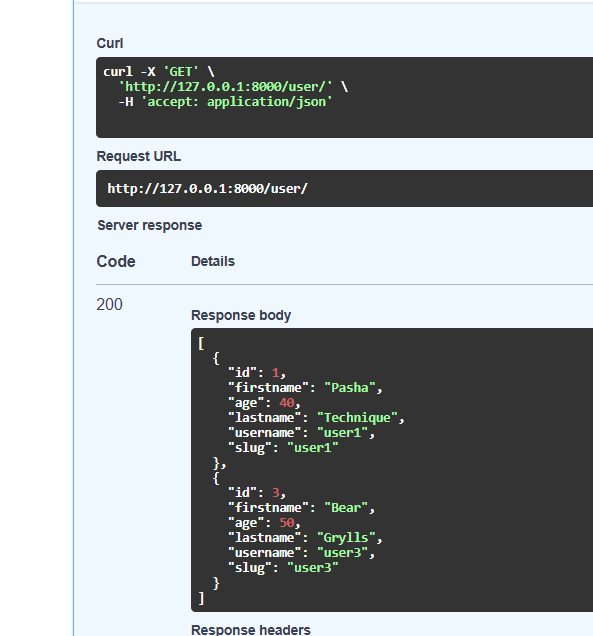 Curl
curl -X 'GET' \
  'http://127.0.0.1:8000/user/' \
  -H 'accept: application/json'
Request URL
http://127.0.0.1:8000/user/
Server response
Code Details
200
Response body
[
  {
    "id": 1,
    "firstname": "Pasha",
    "age": 40,
    "lastname": "Technique",
    "username": "user1",
    "slug": "user1"
  },
  {
    "id": 3,
    "firstname": "Bear",
    "age": 50,
    "lastname": "Grylls",
    "username": "user3",
    "slug": "user3"
  }
]
Response headers